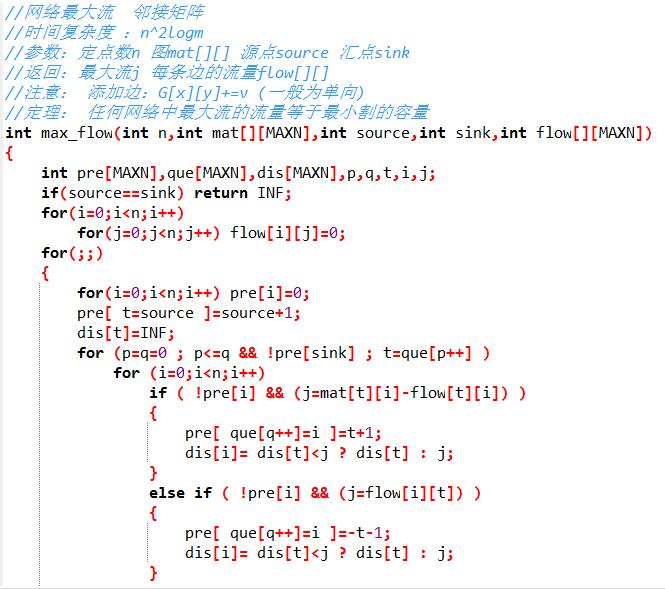 //网络最大流  邻接矩阵
//时间复杂度 : n^2logm
//参数: 定点数n 图mat[][] 源点source 汇点sink
//返回: 最大流j 每条边的流量flow[][]
//注意:  添加边: G[x][y]+=v (一般为单向)
//定理:  任何网络中最大流的流量等于最小割的容量
int max_flow(int n,int mat[][MAXN],int source,int sink,int flow[][MAXN])
{
    int pre[MAXN],que[MAXN],dis[MAXN],p,q,t,i,j;
    if(source==sink) return INF;
    for(i=0;i<n;i++)
        for(j=0;j<n;j++) flow[i][j]=0;
    for(;;)
    {
        for(i=0;i<n;i++) pre[i]=0;
        pre[ t=source ]=source+1;
        dis[t]=INF;
        for (p=q=0 ; p<=q && !pre[sink] ; t=que[p++] )
            for (i=0;i<n;i++)
                if ( !pre[i] && (j=mat[t][i]-flow[t][i]) )
                {
                    pre[ que[q++]=i ]=t+1;
                    dis[i]= dis[t]<j ? dis[t] : j;
                }
                else if ( !pre[i] && (j=flow[i][t]) )
                {
                    pre[ que[q++]=i ]=-t-1;
                    dis[i]= dis[t]<j ? dis[t] : j;
                }